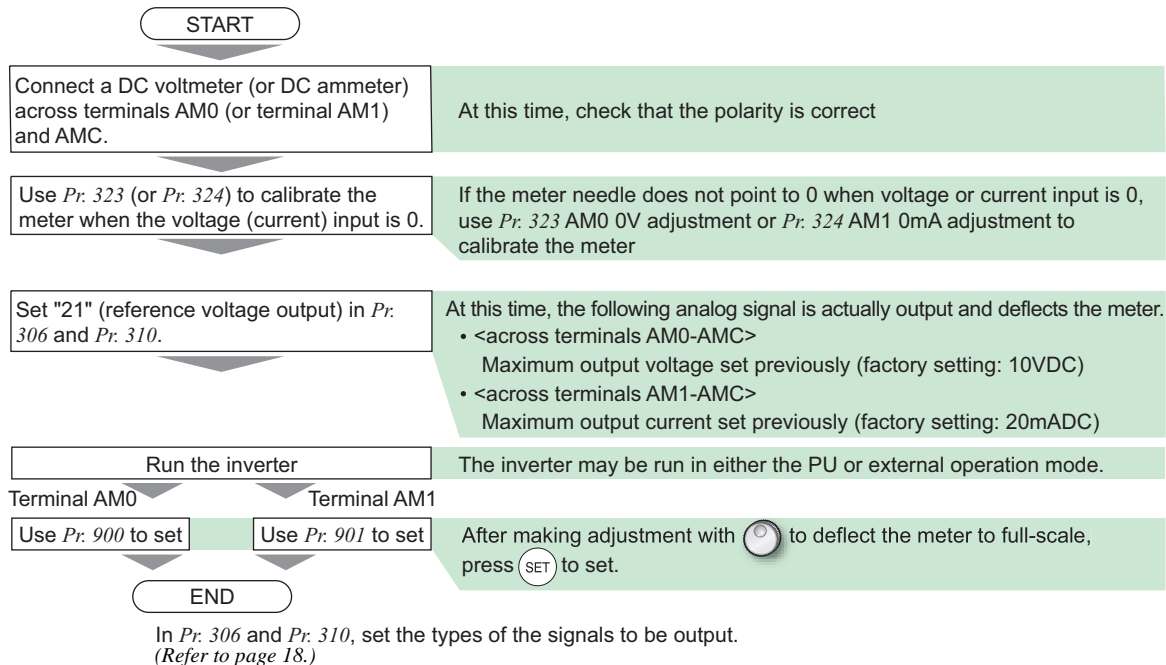 START
Connect a DC voltmeter (or DC ammeter)
across terminals AM0 (or terminal AM1)
and AMC.
At this time, check that the polarity is correct
Use Pr. 323 (or Pr. 324) to calibrate the
meter when the voltage (current) input is 0.
If the meter needle does not point to 0 when voltage or current input is 0,
use Pr. 323 AM0 0V adjustment or Pr. 324 AM1 0mA adjustment to
calibrate the meter
Set "21" (reference voltage output) in Pr.
306 and Pr. 310.
At this time, the following analog signal is actually output and deflects the meter.
• <across terminals AM0-AMC>
Maximum output voltage set previously (factory setting: 10VDC)
• <across terminals AM1-AMC>
Maximum output current set previously (factory setting: 20mADC)
Run the inverter
The inverter may be run in either the PU or external operation mode.
Terminal AM0
Terminal AM1
Use Pr. 900 to set
Use Pr. 901 to set
After making adjustment with to deflect the meter to full-scale,
press SET to set.
END
In Pr. 306 and Pr. 310, set the types of the signals to be output.
(Refer to page 18.)